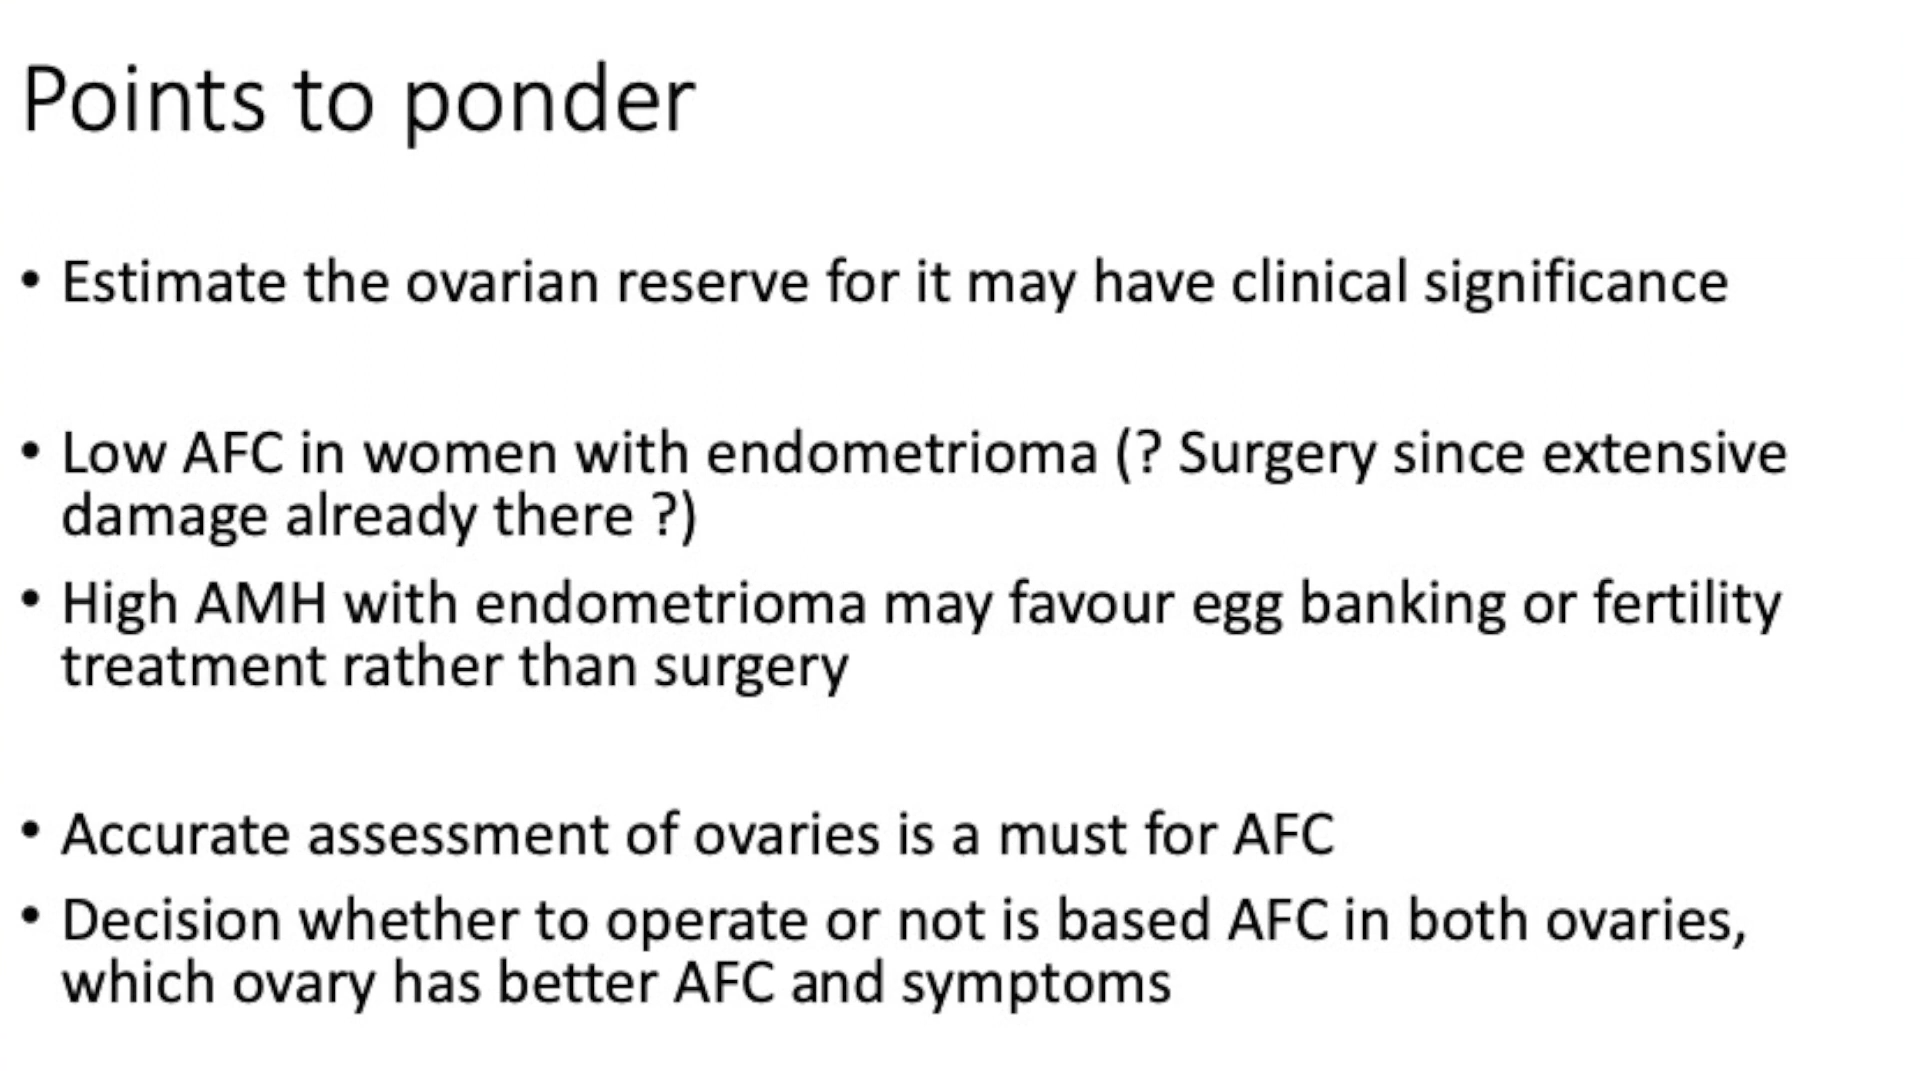 Points to ponder
• Estimate the ovarian reserve for it may have clinical significance
• Low AFC in women with endometrioma (? Surgery since extensive
damage already there ?)
• High AMH with endometrioma may favour egg banking or fertility
treatment rather than surgery
• Accurate assessment of ovaries is a must for AFC
• Decision whether to operate or not is based AFC in both ovaries,
which ovary has better AFC and symptoms